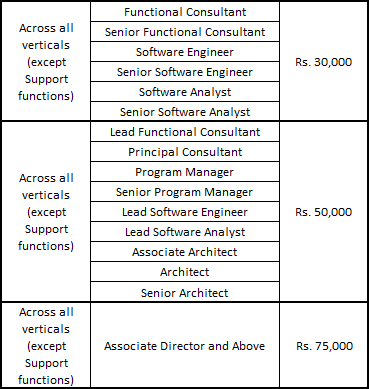 Across all
verticals
(except
Support
functions)
Functional Consultant
Senior Functional Consultant
Software Engineer
Senior Software Engineer
Software Analyst
Senior Software Analyst
Rs. 30,000
Across all
verticals
(except
Support
functions)
Lead Functional Consultant
Principal Consultant
Program Manager
Senior Program Manager
Lead Software Engineer
Lead Software Analyst
Associate Architect
Architect
Senior Architect
Rs. 50,000
Across all
verticals
(except
Support
functions)
Associate Director and Above
Rs. 75,000